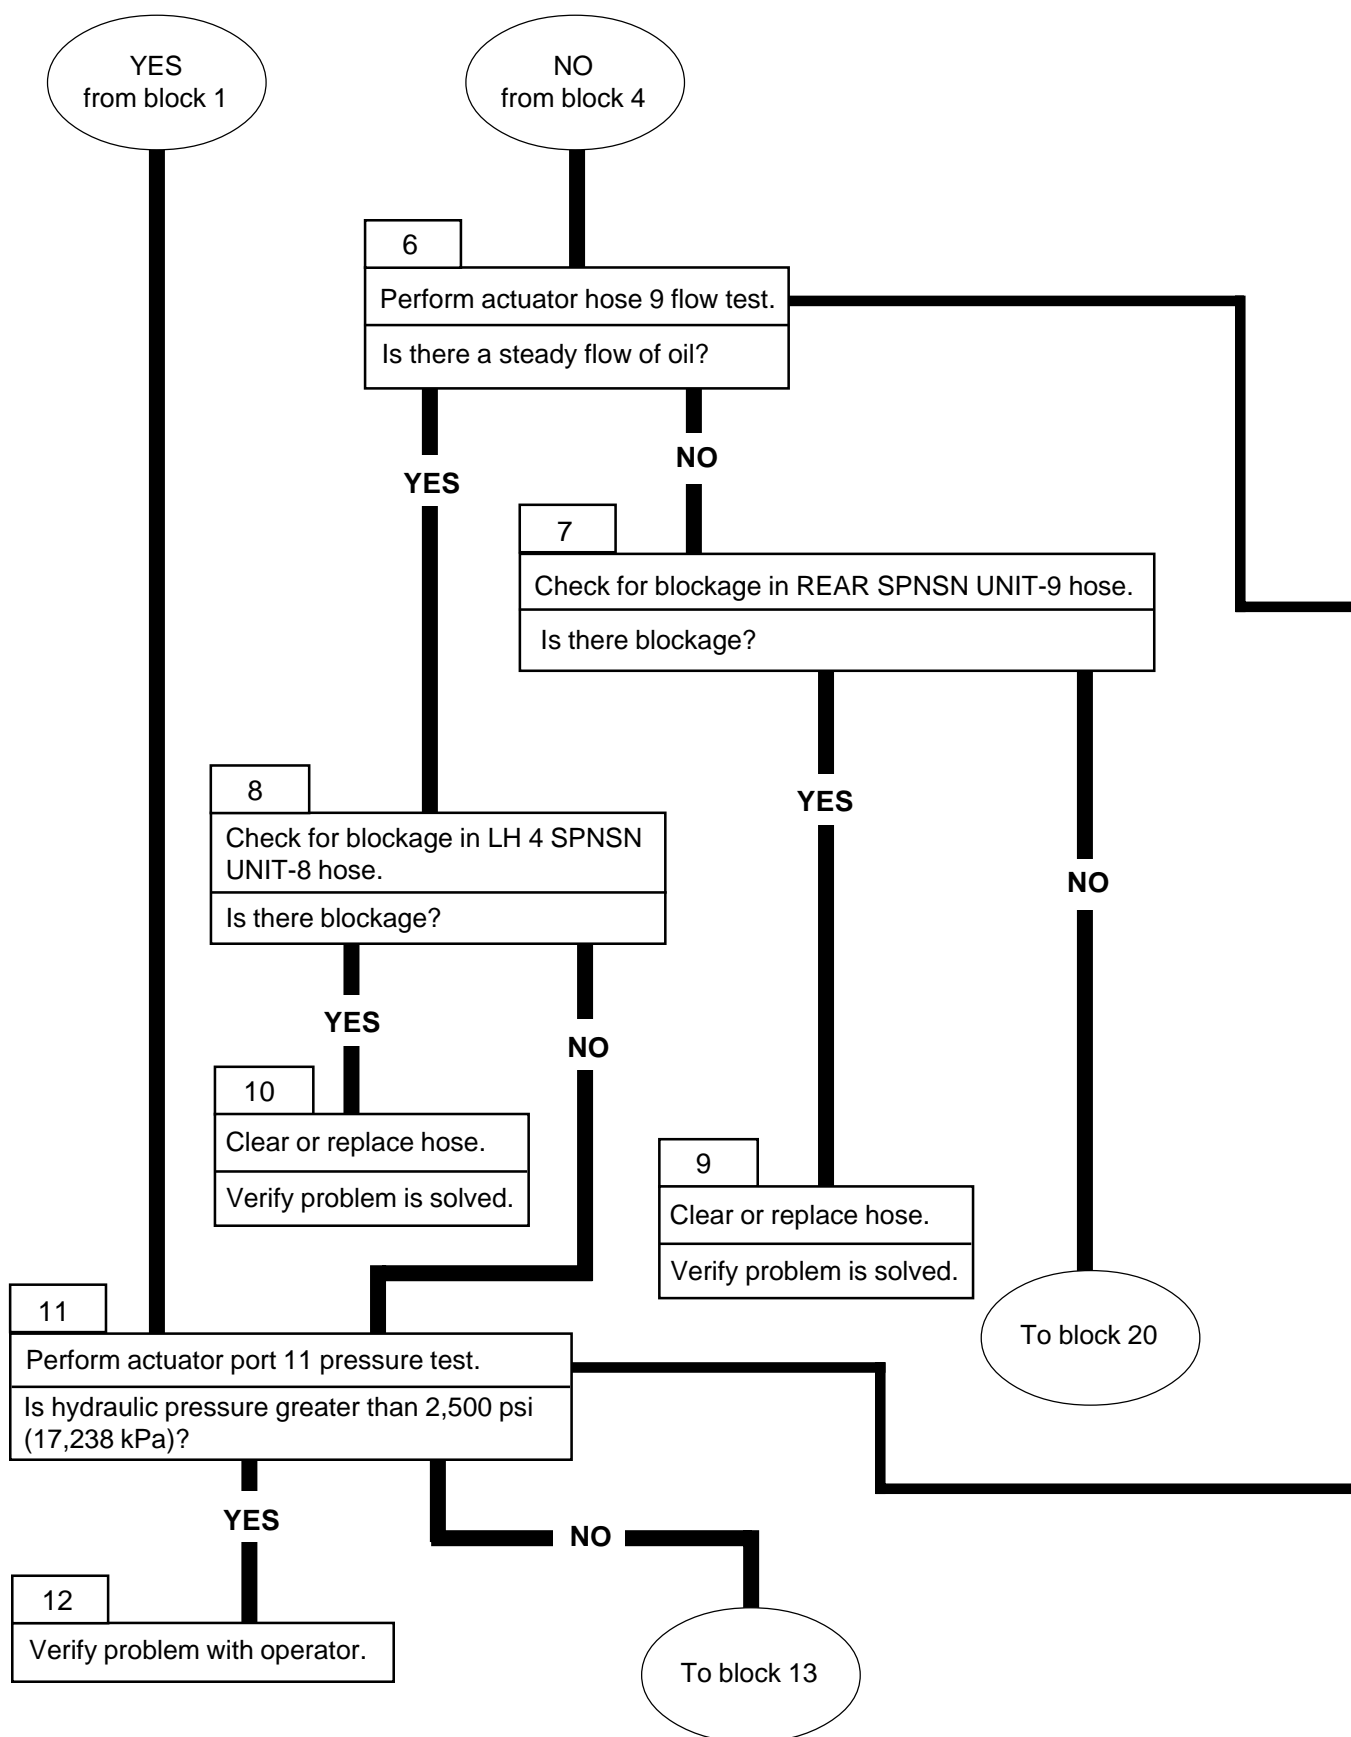 YES
from block 1
NO
from block 4
6
Perform actuator hose 9 flow test.
Is there a steady flow of oil?
YES
NO
7
Check for blockage in REAR SPNSN UNIT-9 hose.
Is there blockage?
8
Check for blockage in LH 4 SPNSN
UNIT-8 hose.
Is there blockage?
YES
NO
YES
NO
10
Clear or replace hose.
Verify problem is solved.
9
Clear or replace hose.
Verify problem is solved.
To block 20
11
Perform actuator port 11 pressure test.
Is hydraulic pressure greater than 2,500 psi
(17,238 kPa)?
YES
NO
12
Verify problem with operator.
To block 13